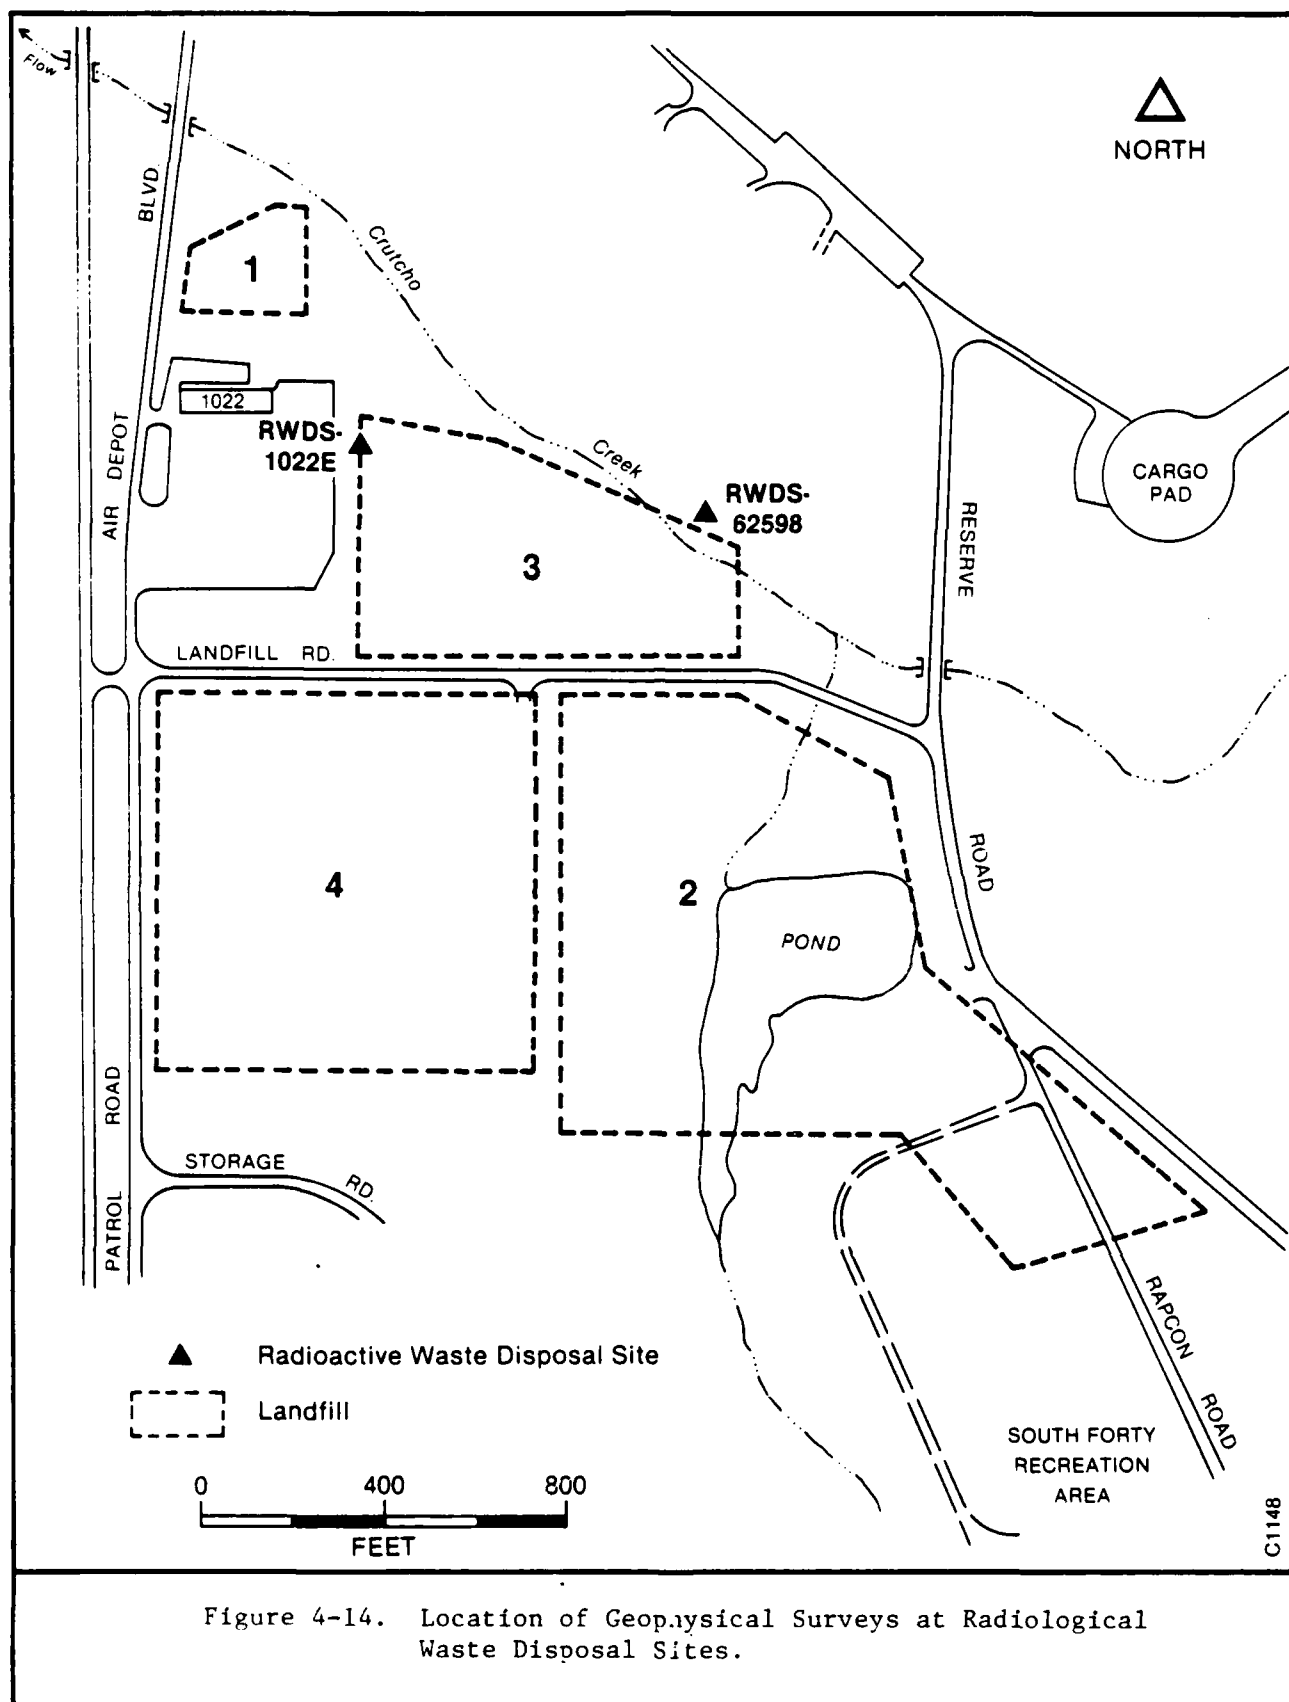 Flow
NORTH
BLVD.
1
Crutcho
1022
RWDS-
1022E
AIR DEPOT
Creek
RWDS-
62598
CARGO
PAD
RESERVE
3
LANDFILL RD.
4
2
POND
ROAD
PATROL ROAD
STORAGE RD.
RAPCON ROAD
Radioactive Waste Disposal Site
Landfill
SOUTH FORTY
RECREATION
AREA
0 400 800
FEET
C1148
Figure 4-14. Location of Geophysical Surveys at Radiological
Waste Disposal Sites.